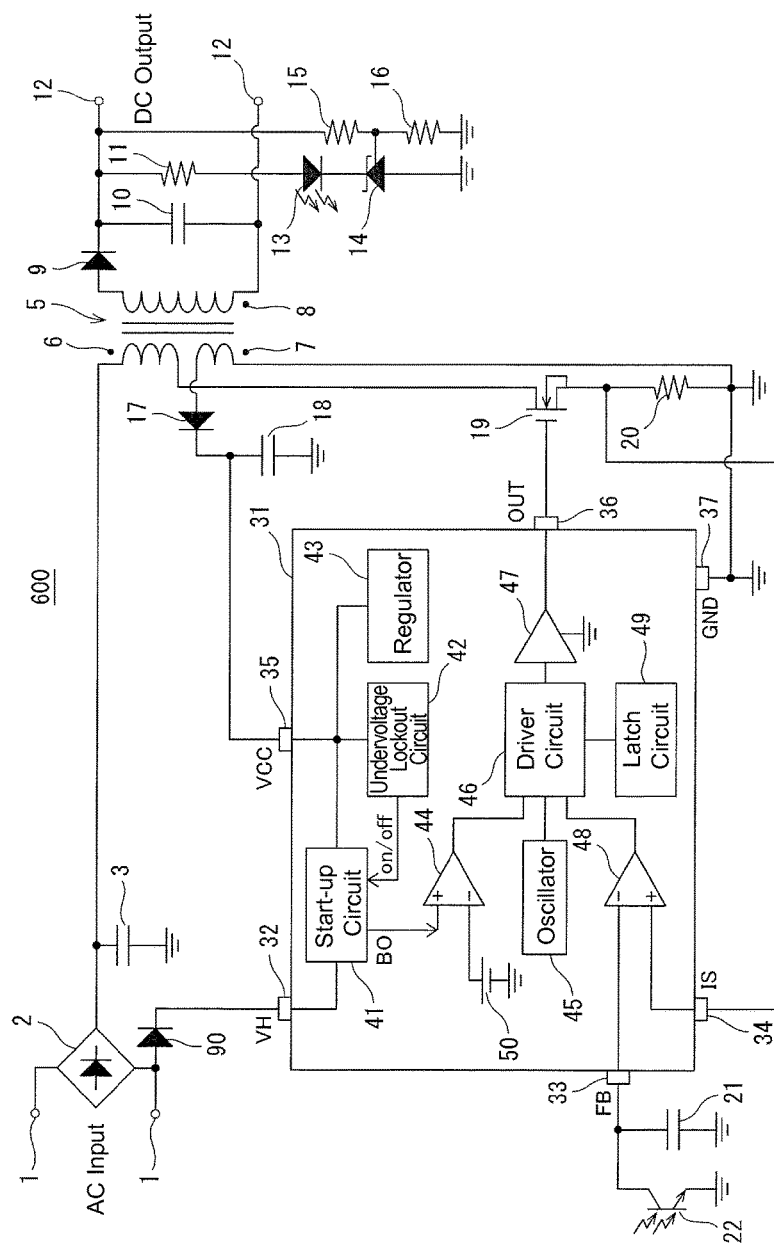 600
1
AC Input
1
2
90
3
6
5
7
8
9
10
11
12
DC Output
12
13
14
15
16
17
18
19
20
VH
32
VCC
35
31
Start-up
Circuit
41
BO
on/off
Undervoltage
Lockout
Circuit
42
Regulator
43
44
50
Oscillator
45
Driver
Circuit
46
47
OUT
36
Latch
Circuit
49
48
33
FB
IS
34
GND
37
21
22
+
-
-
+